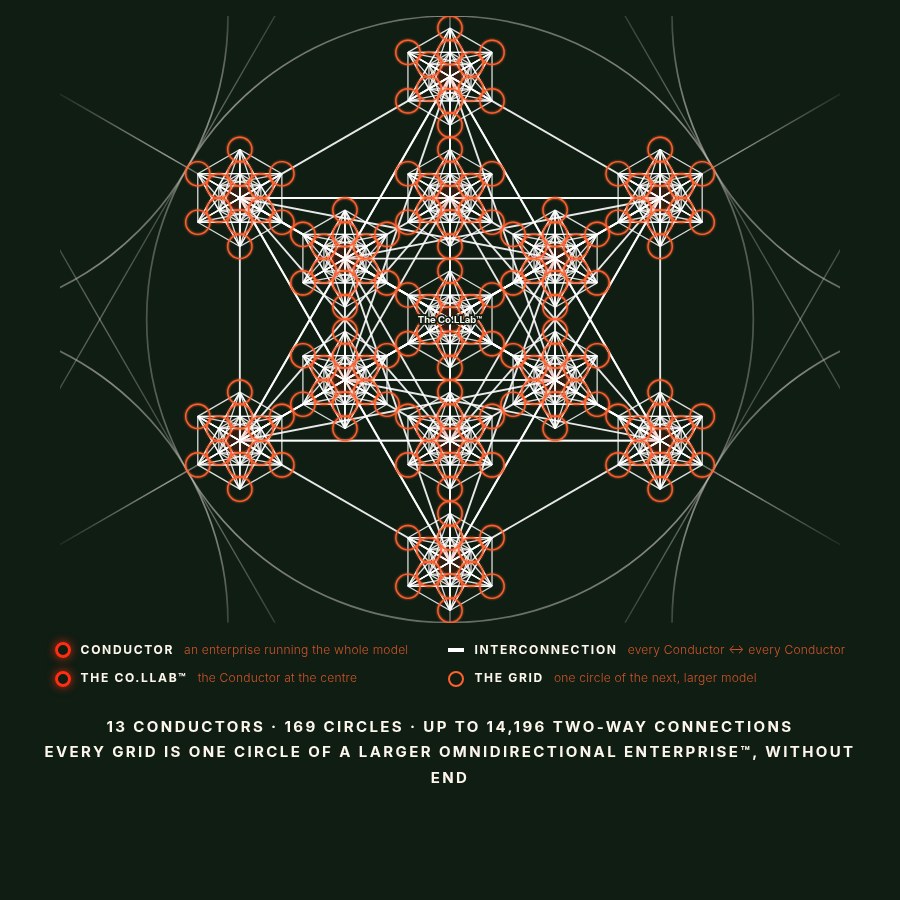 The Co.LLab™
CONDUCTOR an enterprise running the whole model
INTERCONNECTION every Conductor ↔ every Conductor
THE CO.LLAB™ the Conductor at the centre
THE GRID one circle of the next, larger model
13 CONDUCTORS · 169 CIRCLES · UP TO 14,196 TWO-WAY CONNECTIONS
EVERY GRID IS ONE CIRCLE OF A LARGER OMNIDIRECTIONAL ENTERPRISE™, WITHOUT
END